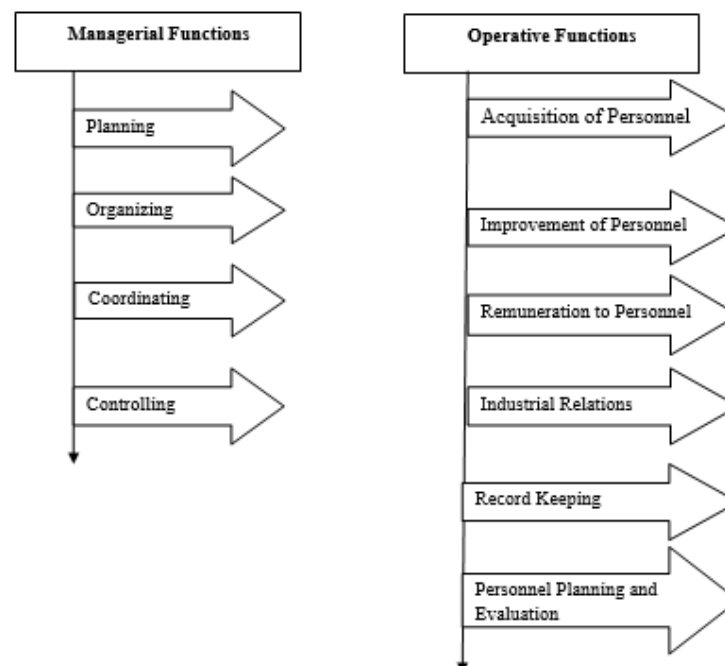 Managerial Functions
Planning
Organizing
Coordinating
Controlling
Operative Functions
Acquisition of Personnel
Improvement of Personnel
Remuneration to Personnel
Industrial Relations
Record Keeping
Personnel Planning and
Evaluation